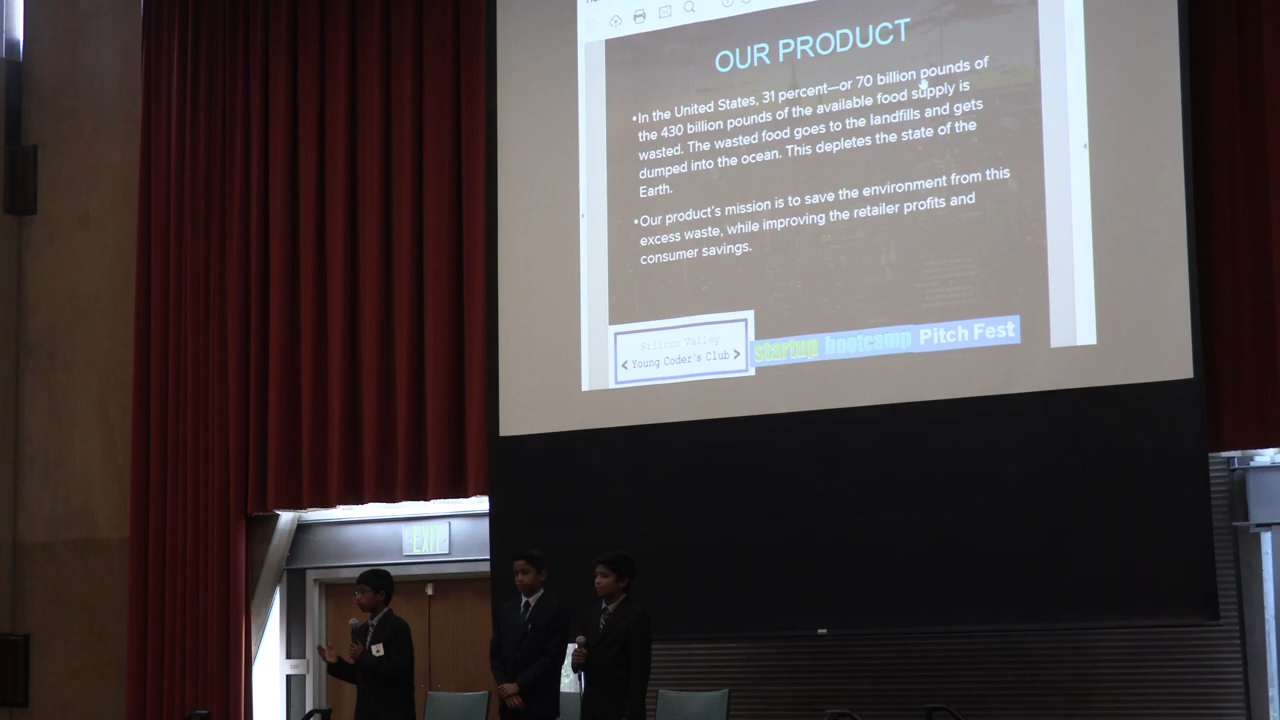 OUR PRODUCT
•In the United States, 31 percent—or 70 billion pounds of
the 430 billion pounds of the available food supply is
wasted. The wasted food goes to the landfills and gets
dumped into the ocean. This depletes the state of the
Earth.
•Our product's mission is to save the environment from this
excess waste, while improving the retailer profits and
consumer savings.
Silicon Valley
< Young Coder's Club >
startup bootcamp Pitch Fest
EXIT
EXIT